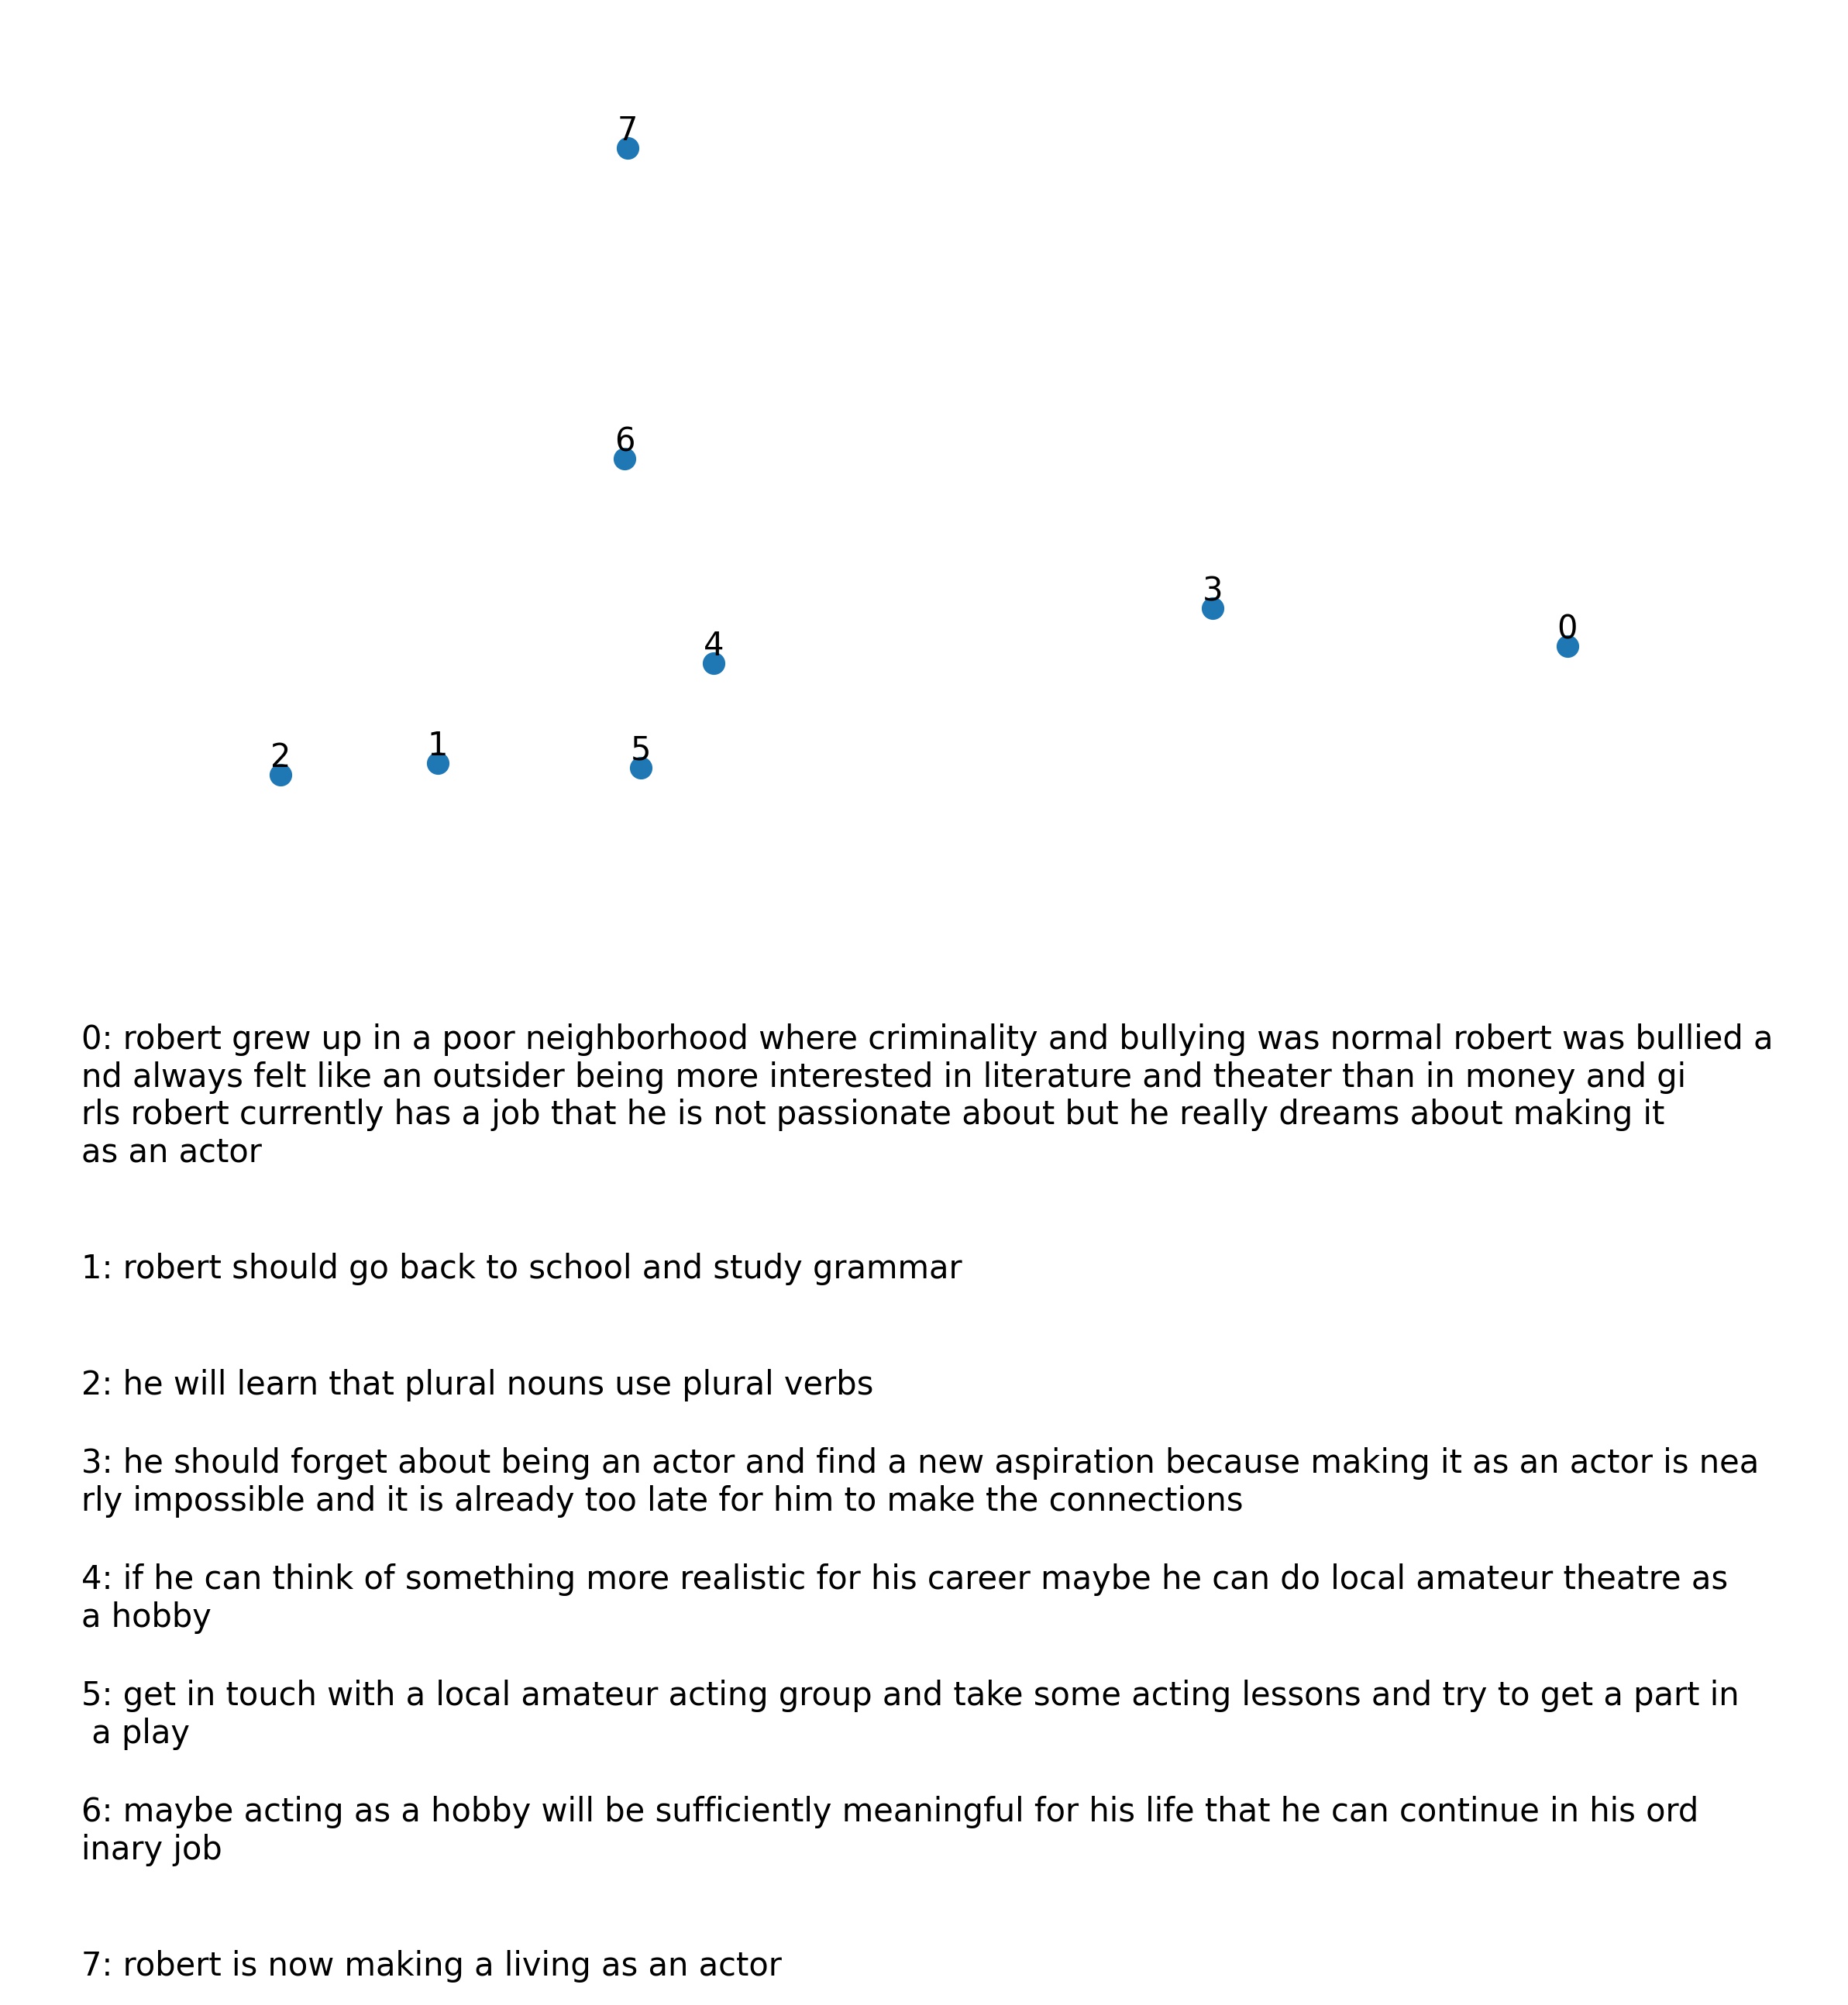 7
6
3
0
4
1
5
2
0: robert grew up in a poor neighborhood where criminality and bullying was normal robert was bullied a
nd always felt like an outsider being more interested in literature and theater than in money and gi
rls robert currently has a job that he is not passionate about but he really dreams about making it
as an actor
1: robert should go back to school and study grammar
2: he will learn that plural nouns use plural verbs
3: he should forget about being an actor and find a new aspiration because making it as an actor is nea
rly impossible and it is already too late for him to make the connections
4: if he can think of something more realistic for his career maybe he can do local amateur theatre as
a hobby
5: get in touch with a local amateur acting group and take some acting lessons and try to get a part in
a play
6: maybe acting as a hobby will be sufficiently meaningful for his life that he can continue in his ord
inary job
7: robert is now making a living as an actor